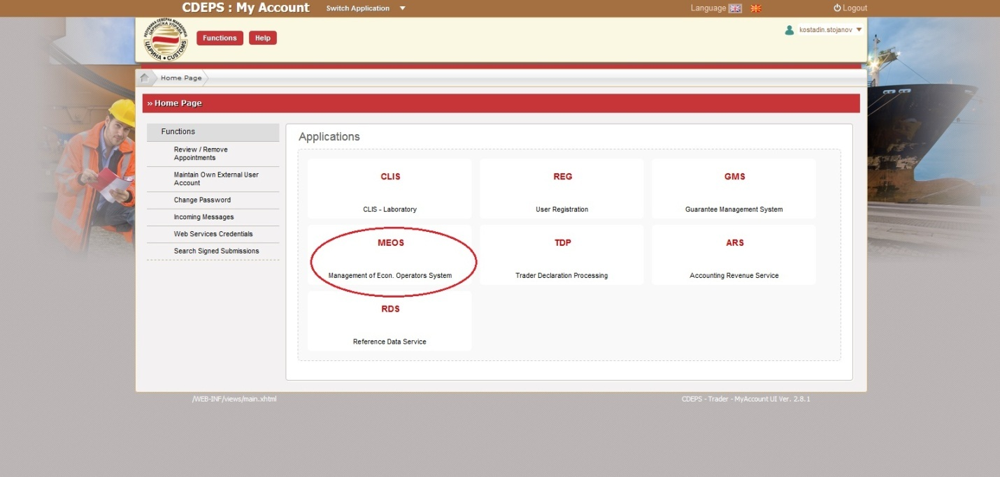 CDEPS : My Account
Switch Application
Language
Logout
РЕПУБЛИКА СЕВЕРНА МАКЕДОНИЈА
ЦАРИНСКА УПРАВА
ЦАРИНА • CUSTOMS
Functions
Help
kostadin.stojanov
Home Page
» Home Page
Functions
Review / Remove
Appointments
Maintain Own External User
Account
Change Password
Incoming Messages
Web Services Credentials
Search Signed Submissions
Applications
CLIS
CLIS - Laboratory
REG
User Registration
GMS
Guarantee Management System
MEOS
Management of Econ. Operators System
TDP
Trader Declaration Processing
ARS
Accounting Revenue Service
RDS
Reference Data Service
/WEB-INF/views/main.xhtml
CDEPS - Trader - MyAccount UI Ver. 2.8.1